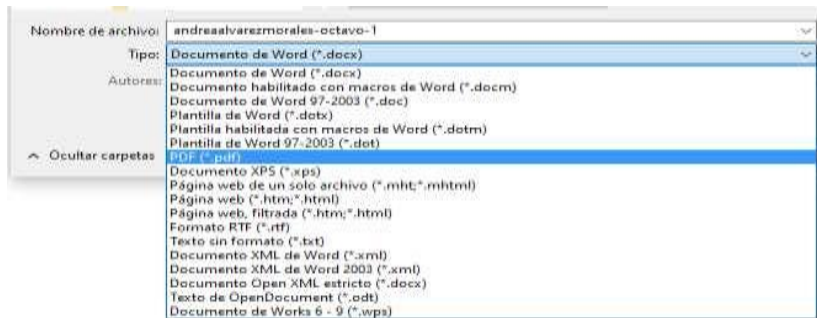 Nombre de archivo: andreaalvarezmorales-octavo-1
Tipo: Documento de Word (*.docx)
Autores:
Documento de Word (*.docx)
Documento habilitado con macros de Word (*.docm)
Documento de Word 97-2003 (*.doc)
Plantilla de Word (*.dotx)
Plantilla habilitada con macros de Word (*.dotm)
Plantilla de Word 97-2003 (*.dot)
Ocultar carpetas
PDF (*.pdf)
Documento XPS (*.xps)
Página web de un solo archivo (*.mht;*.mhtml)
Página web (*.htm;*.html)
Página web, filtrada (*.htm;*.html)
Formato RTF (*.rtf)
Texto sin formato (*.txt)
Documento XML de Word (*.xml)
Documento XML de Word 2003 (*.xml)
Documento Open XML estricto (*.docx)
Texto de OpenDocument (*.odt)
Documento de Works 6 - 9 (*.wps)